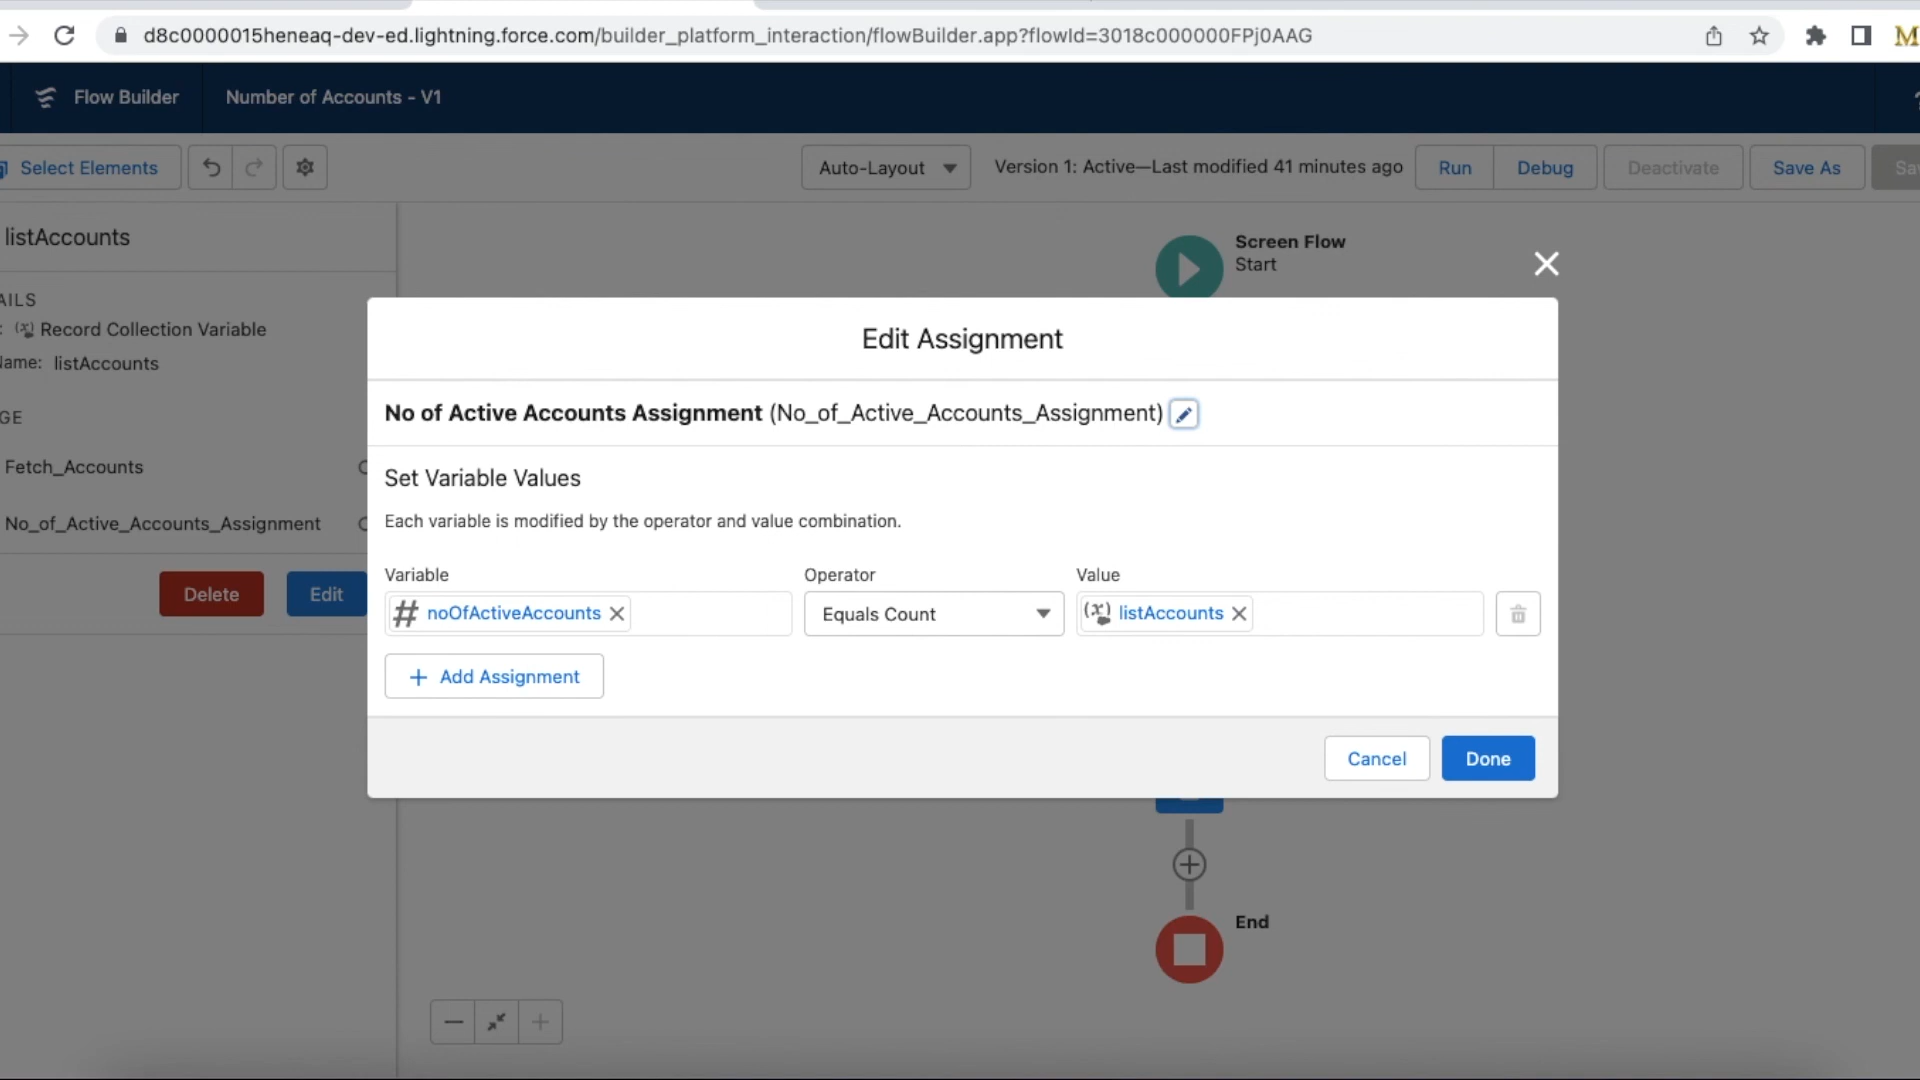 d8c0000015heneaq-dev-ed.lightning.force.com/builder_platform_interaction/flowBuilder.app?flowId=3018c000000FPj0AAG
M
Flow Builder
Number of Accounts - V1
Select Elements
Auto-Layout
Version 1: Active—Last modified 41 minutes ago
Run
Debug
Deactivate
Save As
Sav
listAccounts
AILS
: Record Collection Variable
Name: listAccounts
GE
Fetch_Accounts
No_of_Active_Accounts_Assignment
Delete
Edit
Screen Flow
Start
Edit Assignment
No of Active Accounts Assignment (No_of_Active_Accounts_Assignment)
Set Variable Values
Each variable is modified by the operator and value combination.
Variable
Operator
Value
noOfActiveAccounts
Equals Count
listAccounts
Add Assignment
Cancel
Done
End